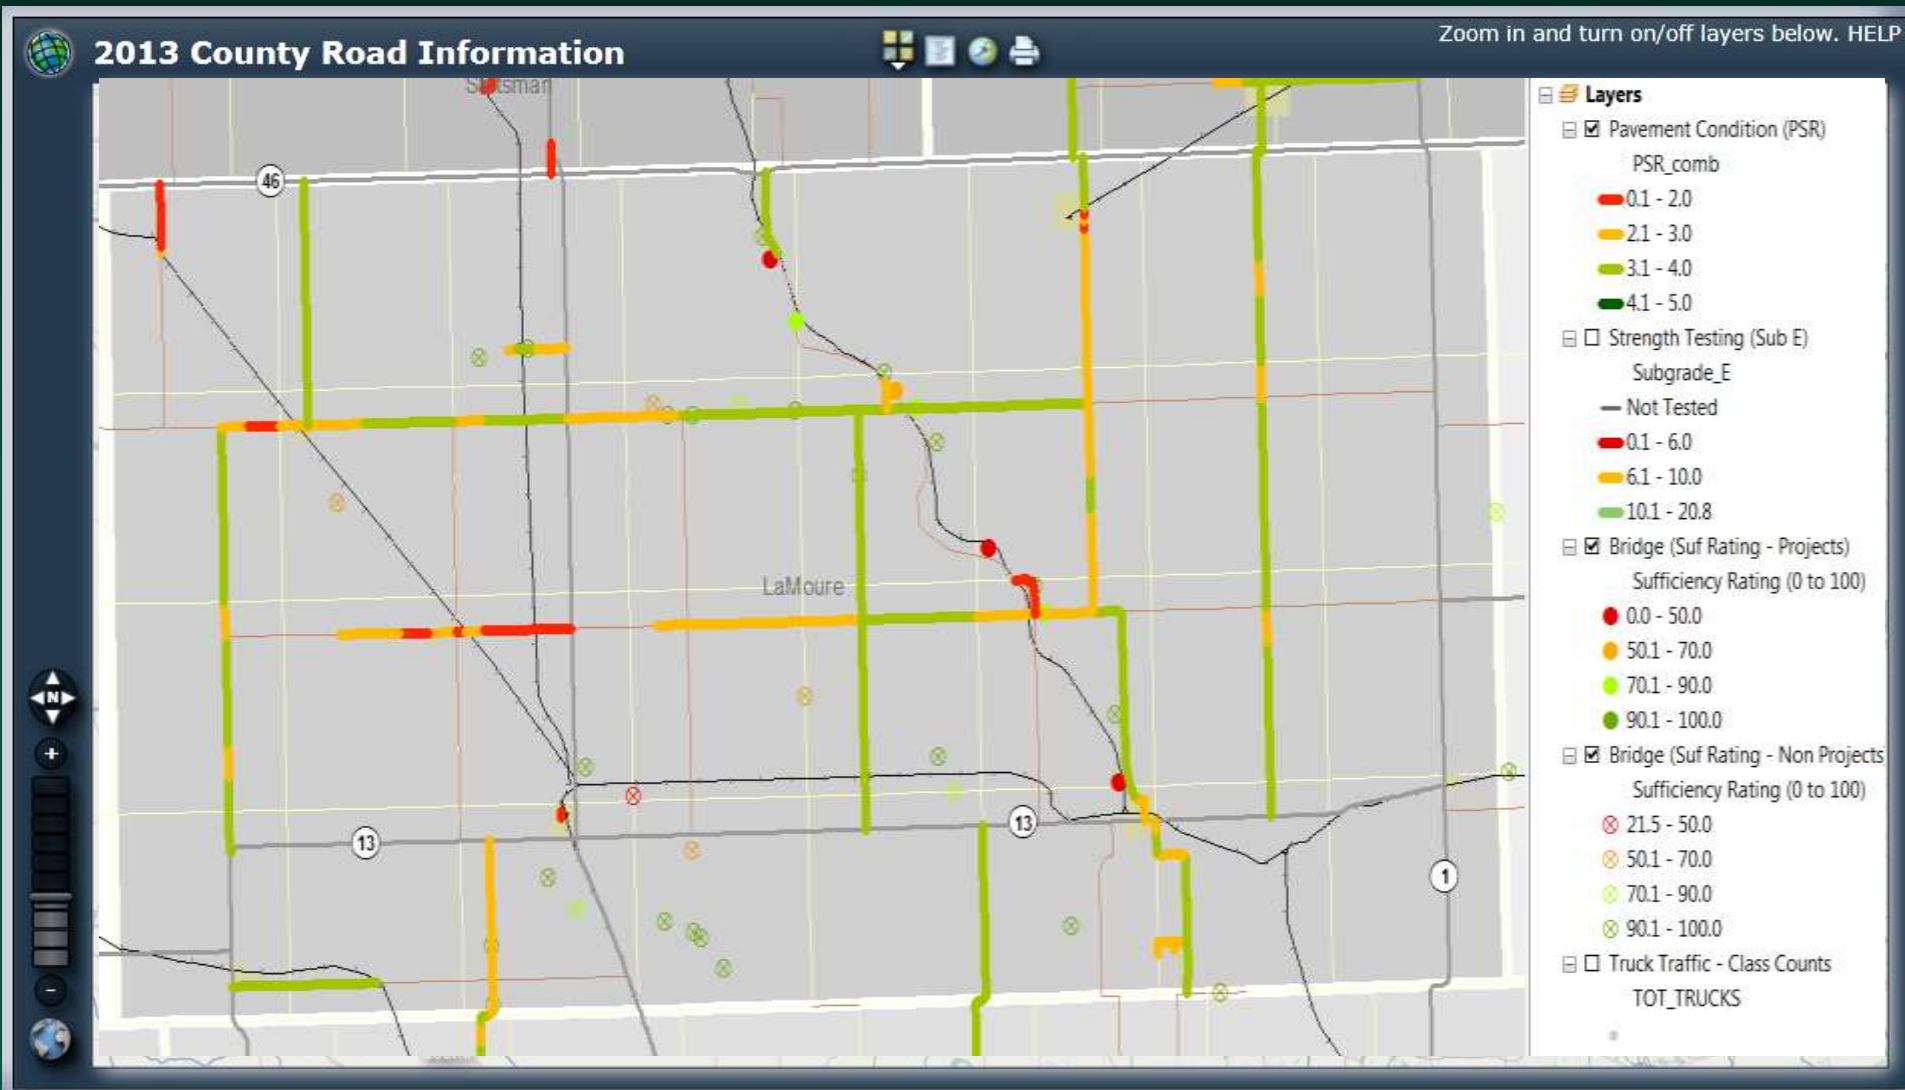 Zoom in and turn on/off layers below. HELP
2013 County Road Information
Stutsman
46
LaMoure
13
13
1
N
+
-
Layers
Pavement Condition (PSR)
PSR_comb
0.1 - 2.0
2.1 - 3.0
3.1 - 4.0
4.1 - 5.0
Strength Testing (Sub E)
Subgrade_E
Not Tested
0.1 - 6.0
6.1 - 10.0
10.1 - 20.8
Bridge (Suf Rating - Projects)
Sufficiency Rating (0 to 100)
0.0 - 50.0
50.1 - 70.0
70.1 - 90.0
90.1 - 100.0
Bridge (Suf Rating - Non Projects
Sufficiency Rating (0 to 100)
21.5 - 50.0
50.1 - 70.0
70.1 - 90.0
90.1 - 100.0
Truck Traffic - Class Counts
TOT_TRUCKS